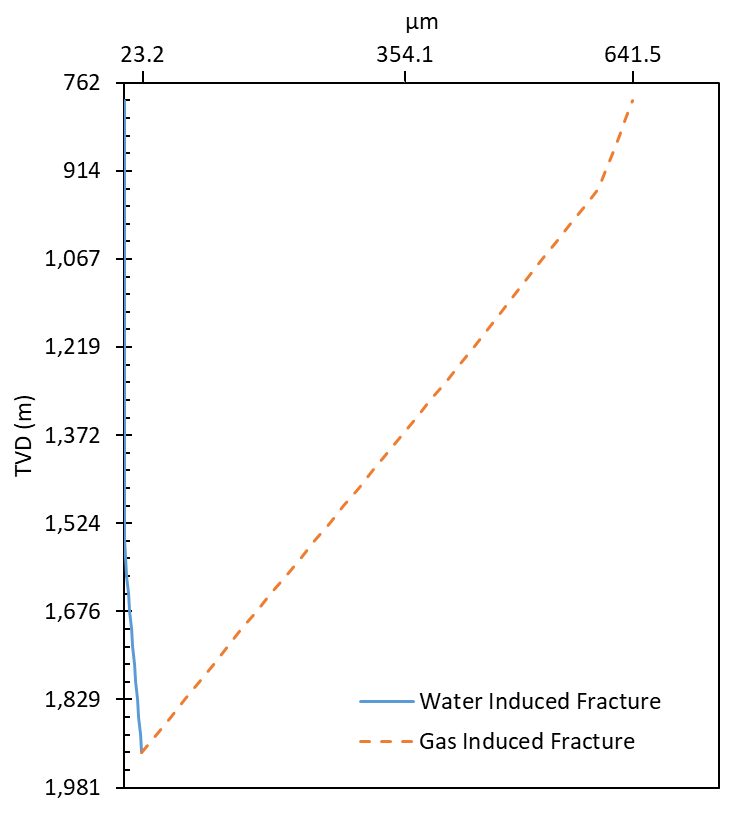 μm
23.2 354.1 641.5
762
914
1,067
1,219
1,372
1,524
1,676
1,829
1,981
TVD (m)
Water Induced Fracture
Gas Induced Fracture